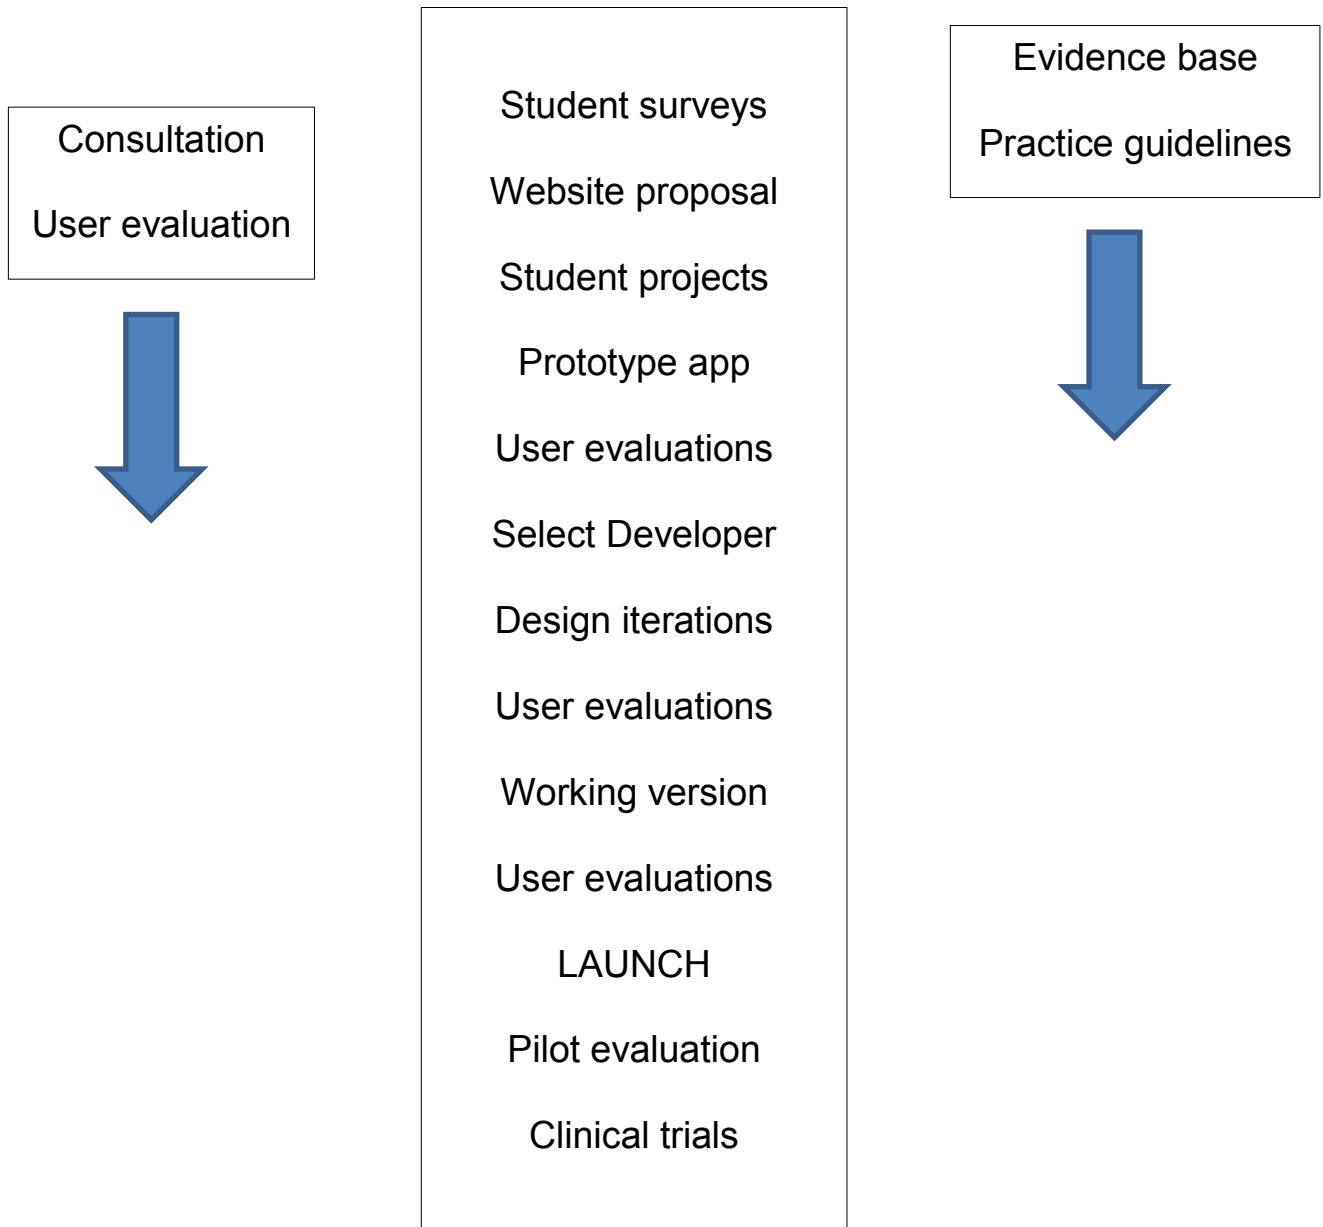 Consultation
User evaluation
Student surveys
Website proposal
Student projects
Prototype app
User evaluations
Select Developer
Design iterations
User evaluations
Working version
User evaluations
LAUNCH
Pilot evaluation
Clinical trials
Evidence base
Practice guidelines